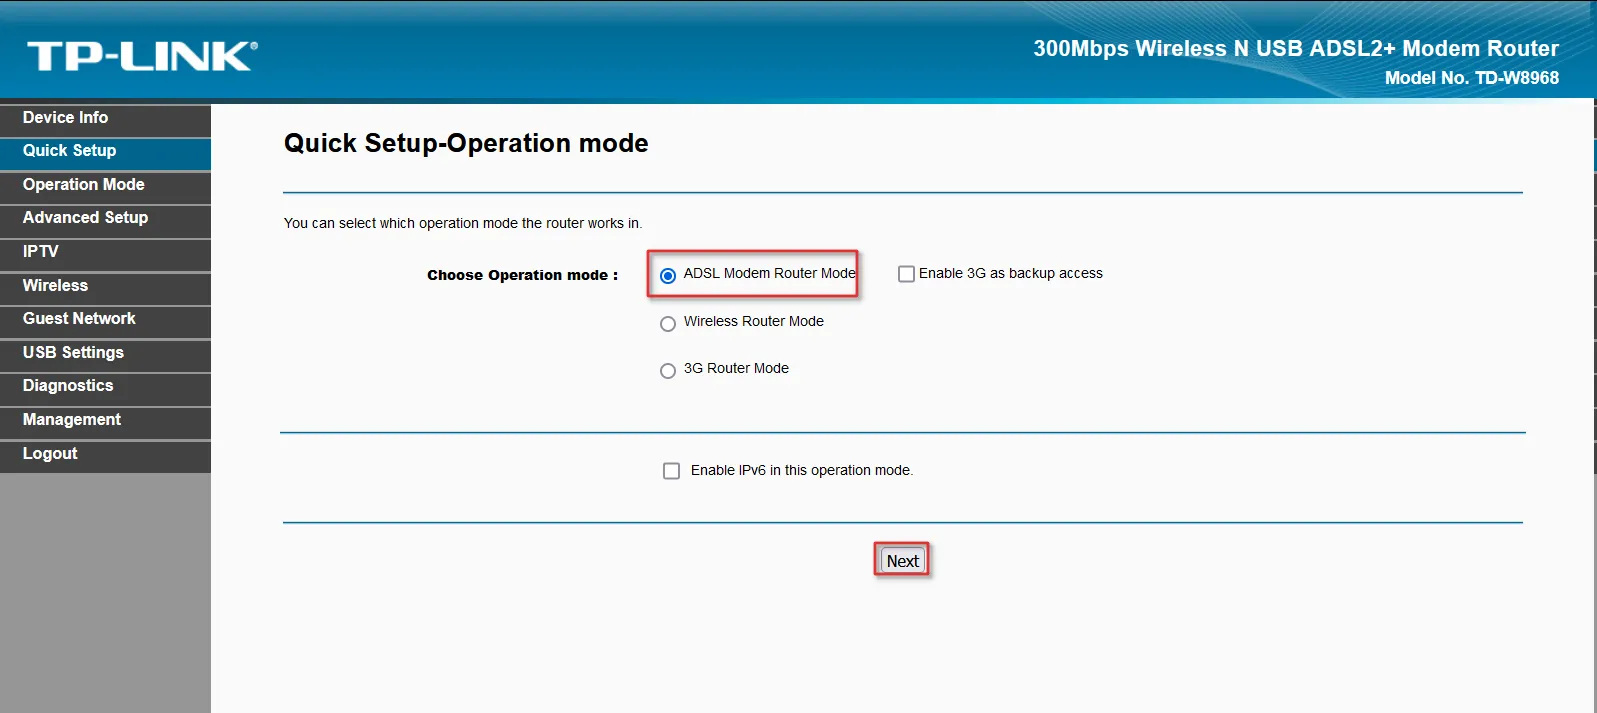 TP-LINK®
300Mbps Wireless N USB ADSL2+ Modem Router
Model No. TD-W8968
Device Info
Quick Setup
Operation Mode
Advanced Setup
IPTV
Wireless
Guest Network
USB Settings
Diagnostics
Management
Logout
Quick Setup-Operation mode
You can select which operation mode the router works in.
Choose Operation mode : ADSL Modem Router Mode Enable 3G as backup access
Wireless Router Mode
3G Router Mode
Enable IPv6 in this operation mode.
Next